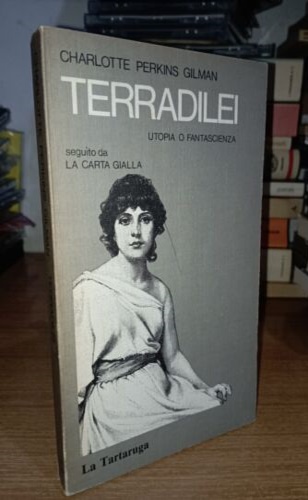 CHARLOTTE PERKINS GILMAN
TERRADILEI
UTOPIA O FANTASCIENZA
seguito da
LA CARTA GIALLA
La Tartaruga